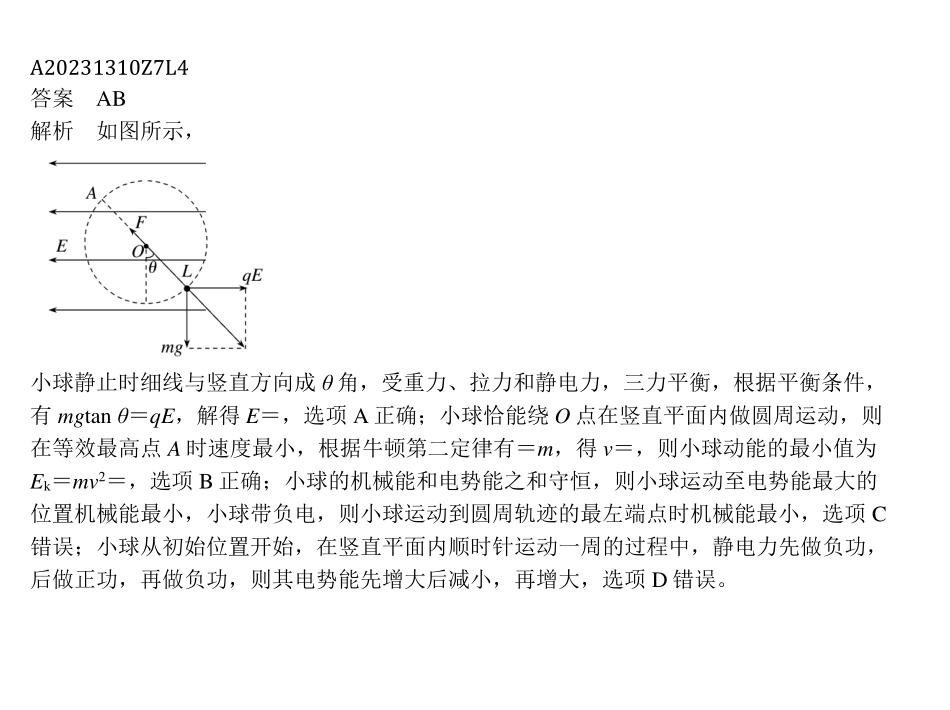 A20231310Z7L4
答案 AB
解析 如图所示，
A
F
E
O
θ
L
qE
mg
小球静止时细线与竖直方向成 θ 角，受重力、拉力和静电力，三力平衡，根据平衡条件，
有 mgtan θ＝qE，解得 E＝，选项 A 正确；小球恰能绕 O 点在竖直平面内做圆周运动，则
在等效最高点 A 时速度最小，根据牛顿第二定律有＝m，得 v＝，则小球动能的最小值为
Eₖ＝mv²＝，选项 B 正确；小球的机械能和电势能之和守恒，则小球运动至电势能最大的
位置机械能最小，小球带负电，则小球运动到圆周轨迹的最左端点时机械能最小，选项 C
错误；小球从初始位置开始，在竖直平面内顺时针运动一周的过程中，静电力先做负功，
后做正功，再做负功，则其电势能先增大后减小，再增大，选项 D 错误。